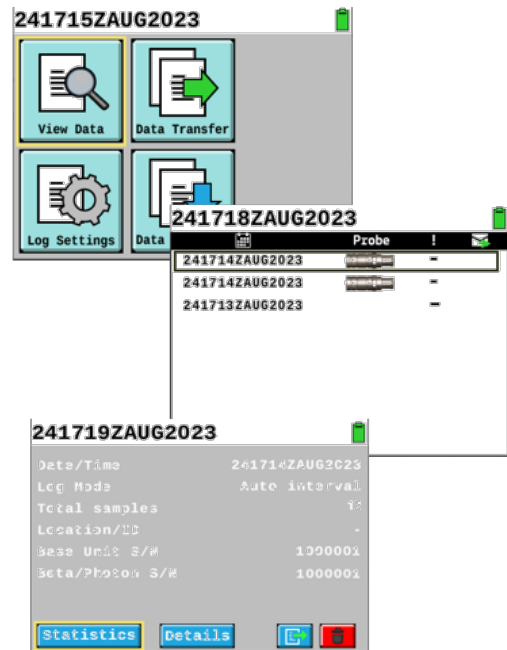 241715ZAUG2023
View Data Data Transfer
Log Settings Data
241718ZAUG2023
Probe !
241714ZAUG2023 -
241714ZAUG2023 -
241713ZAUG2023 -
241719ZAUG2023
Date/Time 241714ZAUG2023
Log Mode Auto interval
Total samples
Location/ID -
Base Unit S/N 1000001
Beta/Photon S/N 1000001
Statistics Details